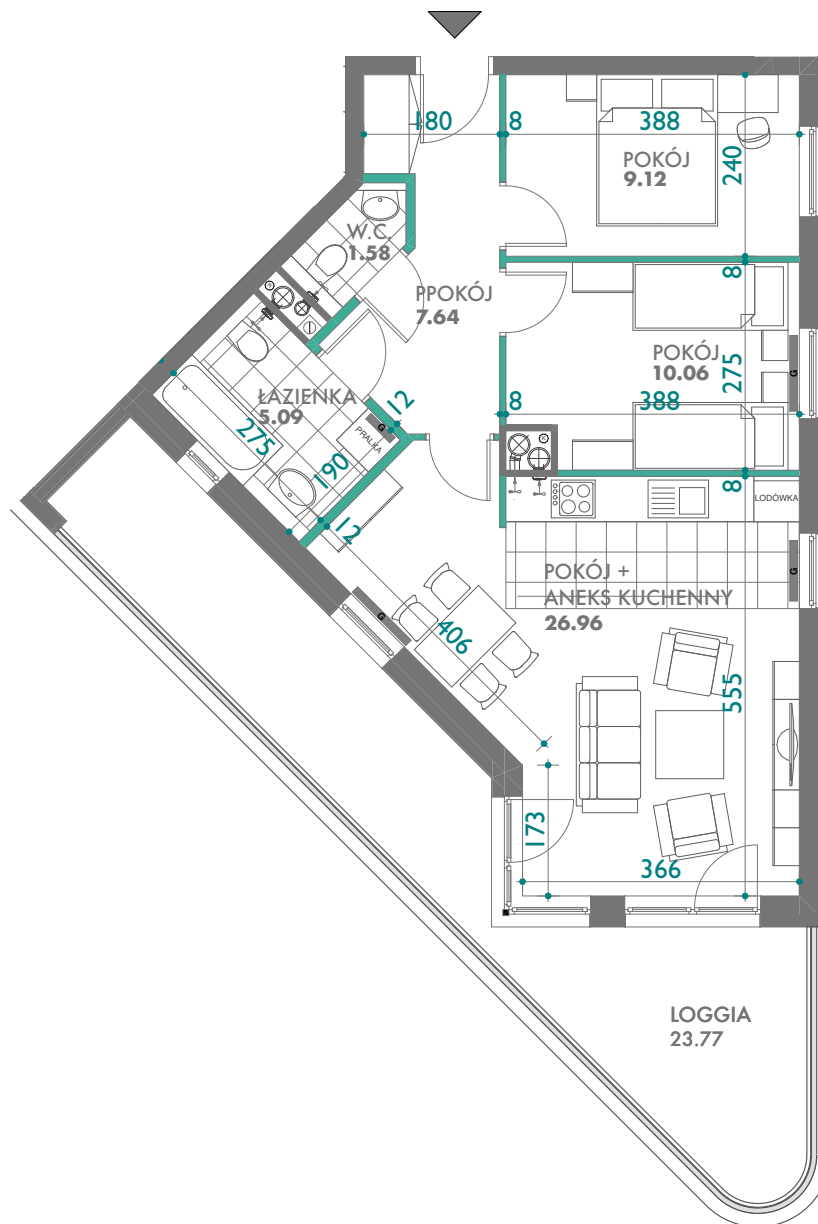 180
8
388
POKÓJ
9.12
240
W.C.
1.58
PPOKÓJ
7.64
8
POKÓJ
10.06
275
G
8
388
ŁAZIENKA
5.09
12
G
PRALKA
275
190
12
8
LODÓWKA
G
POKÓJ +
ANEKS KUCHENNY
26.96
G
406
555
173
366
LOGGIA
23.77